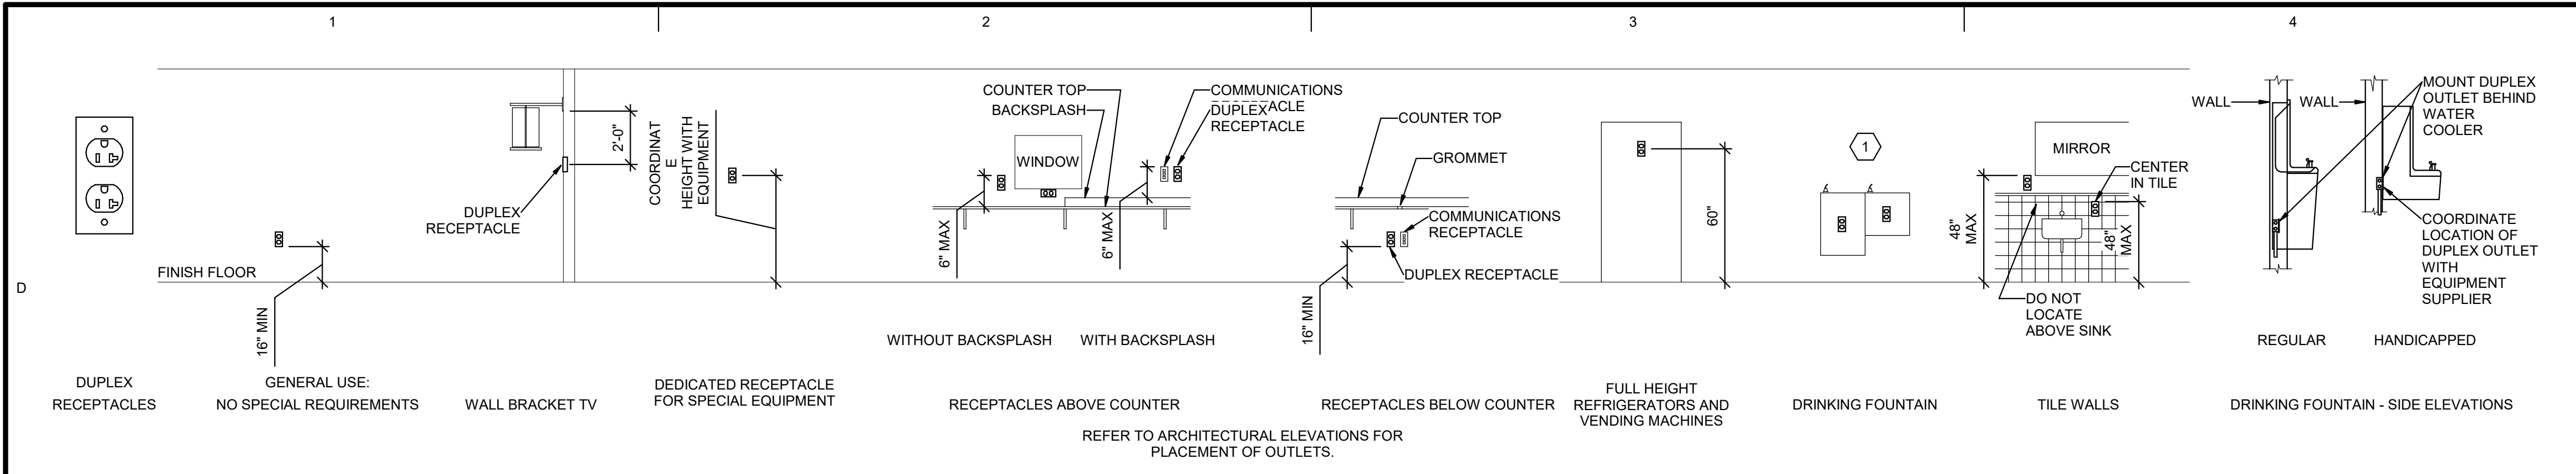 1
2
3
4
D
DUPLEX
RECEPTACLES
FINISH FLOOR
16" MIN
GENERAL USE:
NO SPECIAL REQUIREMENTS
2'-0"
DUPLEX
RECEPTACLE
WALL BRACKET TV
COORDINAT
E
HEIGHT WITH
EQUIPMENT
DEDICATED RECEPTACLE
FOR SPECIAL EQUIPMENT
COUNTER TOP
BACKSPLASH
COMMUNICATIONS
DUPLEX
RECEPTACLE
WINDOW
6" MAX
6" MAX
WITHOUT BACKSPLASH
WITH BACKSPLASH
RECEPTACLES ABOVE COUNTER
COUNTER TOP
GROMMET
COMMUNICATIONS
RECEPTACLE
DUPLEX RECEPTACLE
16" MIN
RECEPTACLES BELOW COUNTER
REFER TO ARCHITECTURAL ELEVATIONS FOR
PLACEMENT OF OUTLETS.
60"
FULL HEIGHT
REFRIGERATORS AND
VENDING MACHINES
1
DRINKING FOUNTAIN
MIRROR
CENTER
IN TILE
48"
MAX
48"
MAX
DO NOT
LOCATE
ABOVE SINK
TILE WALLS
WALL
WALL
MOUNT DUPLEX
OUTLET BEHIND
WATER
COOLER
COORDINATE
LOCATION OF
DUPLEX OUTLET
WITH
EQUIPMENT
SUPPLIER
REGULAR
HANDICAPPED
DRINKING FOUNTAIN - SIDE ELEVATIONS